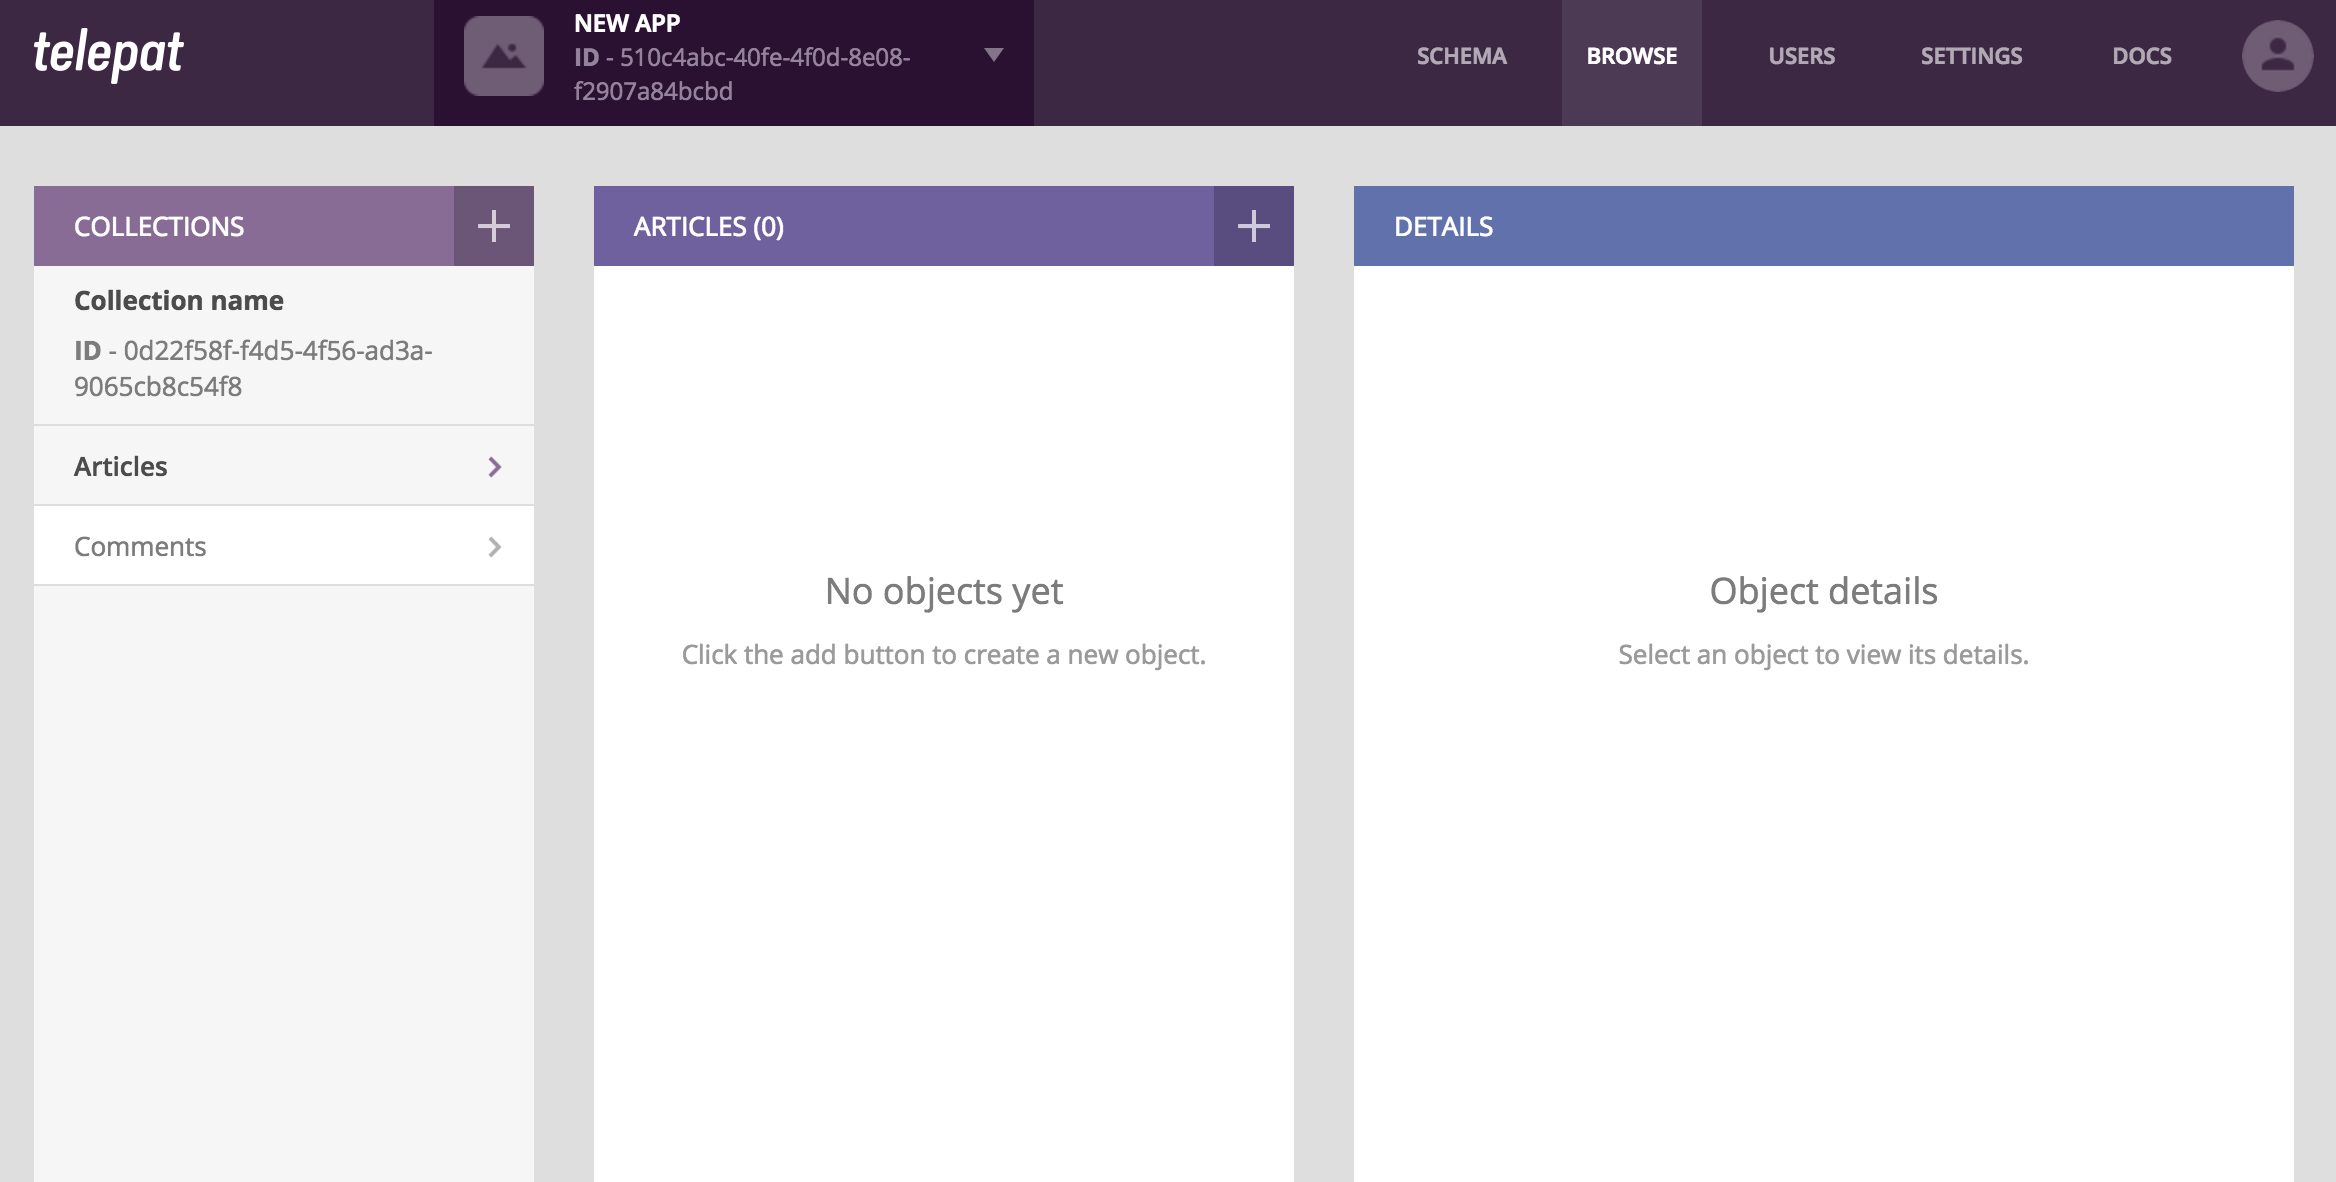 telepat
NEW APP
ID - 510c4abc-40fe-4f0d-8e08-
f2907a84bcbd
SCHEMA
BROWSE
USERS
SETTINGS
DOCS
COLLECTIONS
Collection name
ID - 0d22f58f-f4d5-4f56-ad3a-
9065cb8c54f8
Articles
Comments
ARTICLES (0)
No objects yet
Click the add button to create a new object.
DETAILS
Object details
Select an object to view its details.